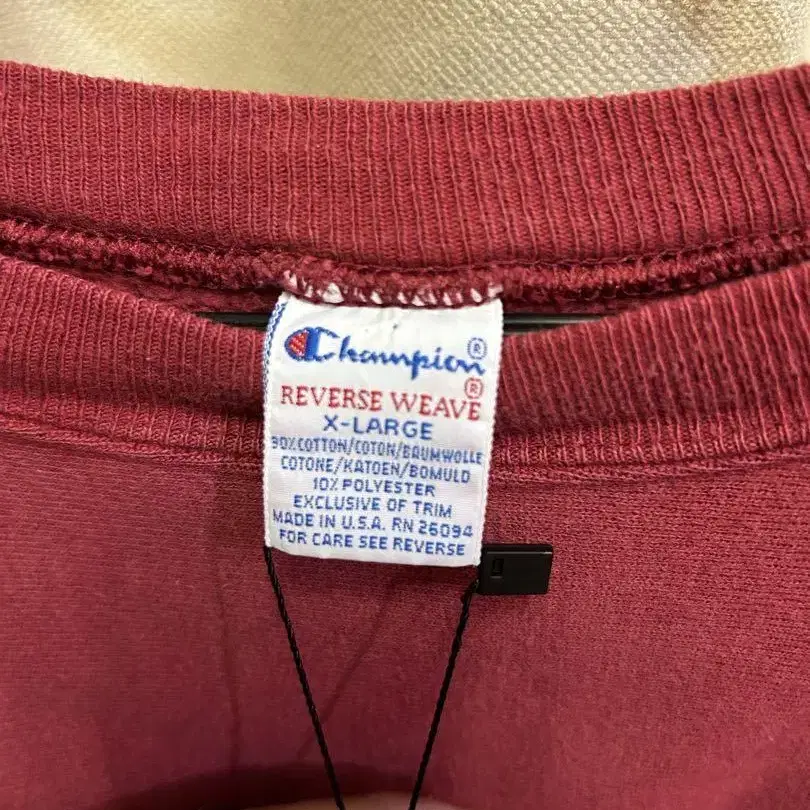 Champion®
®
REVERSE WEAVE
X-LARGE
90% COTTON/COTON/BAUMWOLLE
COTONE/KATOEN/BOMULD
10% POLYESTER
EXCLUSIVE OF TRIM
MADE IN U.S.A. RN 26094
FOR CARE SEE REVERSE